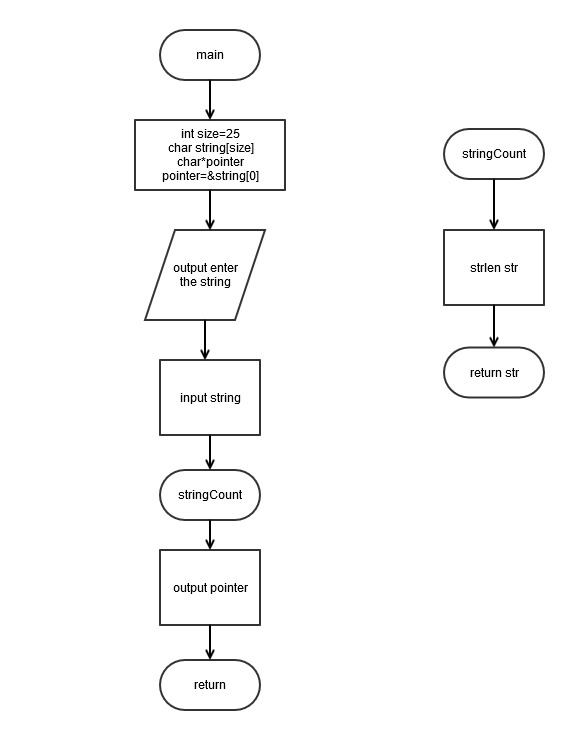 main
int size=25
char string[size]
char*pointer
pointer=&string[0]
output enter
the string
input string
stringCount
output pointer
return
stringCount
strlen str
return str